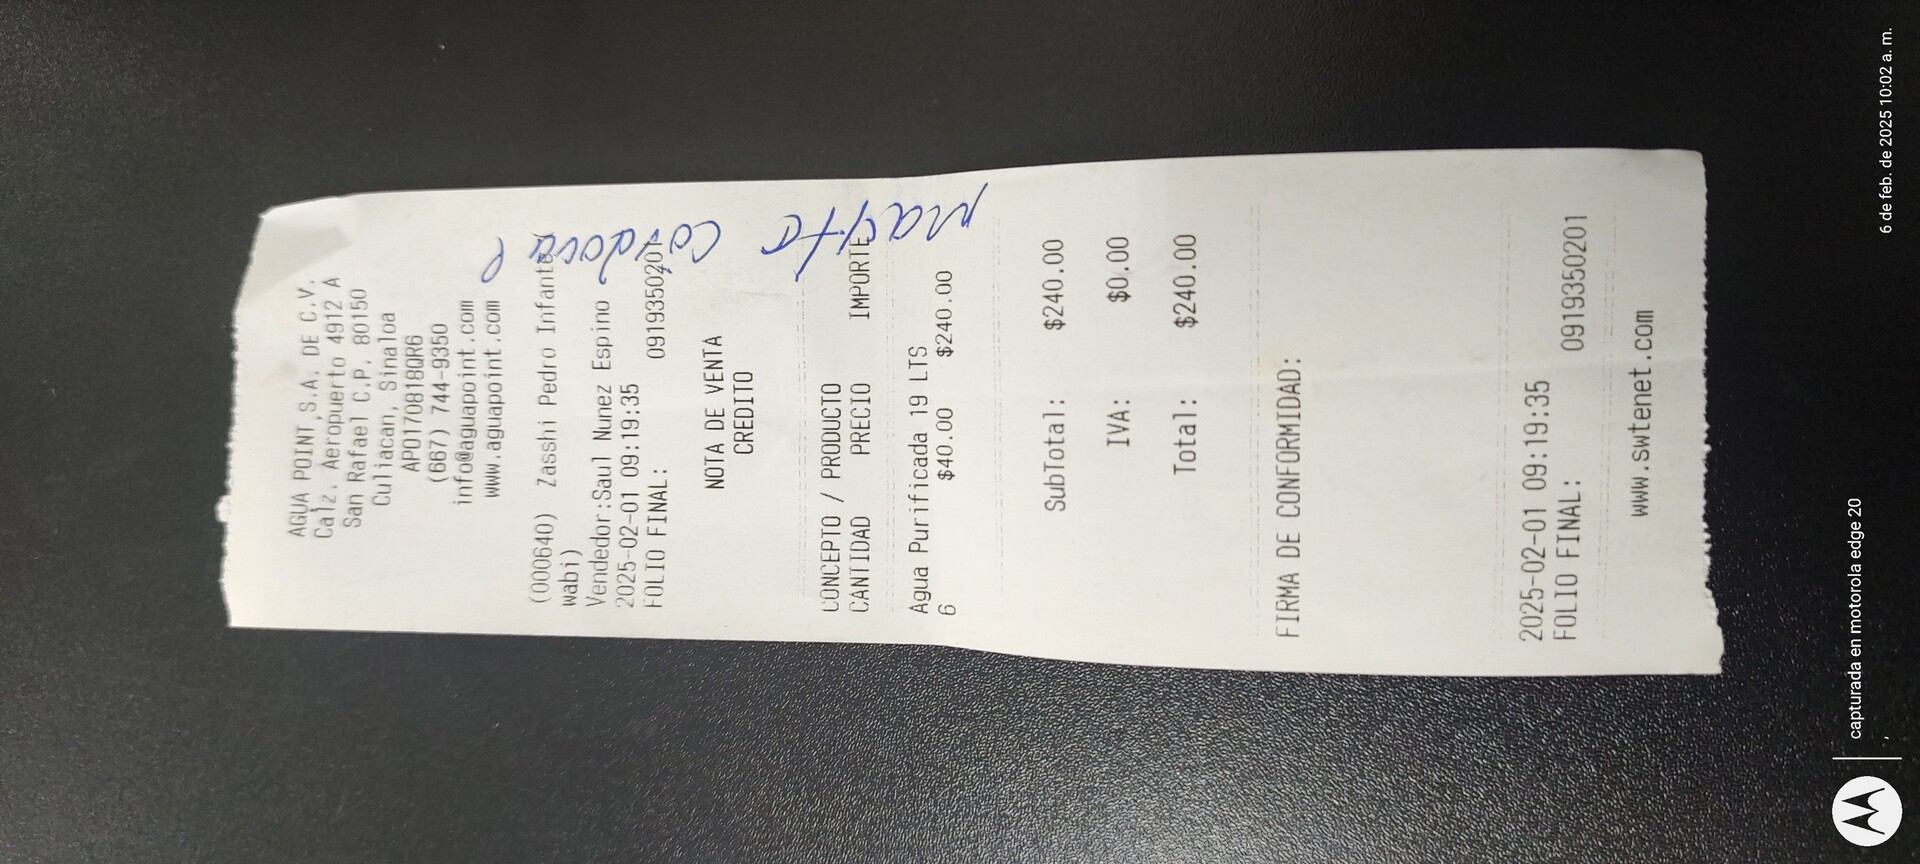 AGUA POINT ,S.A. DE C.V.
Calz. Aeropuerto 4912 A
San Rafael C.P. 80150
Culiacan, Sinaloa
APO170818QR6
(667) 744-9350
info@aguapoint.com
www.aguapoint.com
(000640) Zasshi Pedro Infante
wabi)
Vendedor:Saul Nunez Espino
2025-02-01 09:19:35
FOLIO FINAL: 0919350201
NOTA DE VENTA
CREDITO
CONCEPTO / PRODUCTO
CANTIDAD PRECIO IMPORTE
Agua Purificada 19 LTS
6 $40.00 $240.00
SubTotal: $240.00
IVA: $0.00
Total: $240.00
FIRMA DE CONFORMIDAD:
2025-02-01 09:19:35
FOLIO FINAL: 0919350201
www.swtenet.com
mayto cordova
capturada en motorola edge 20
6 de feb. de 2025 10:02 a. m.